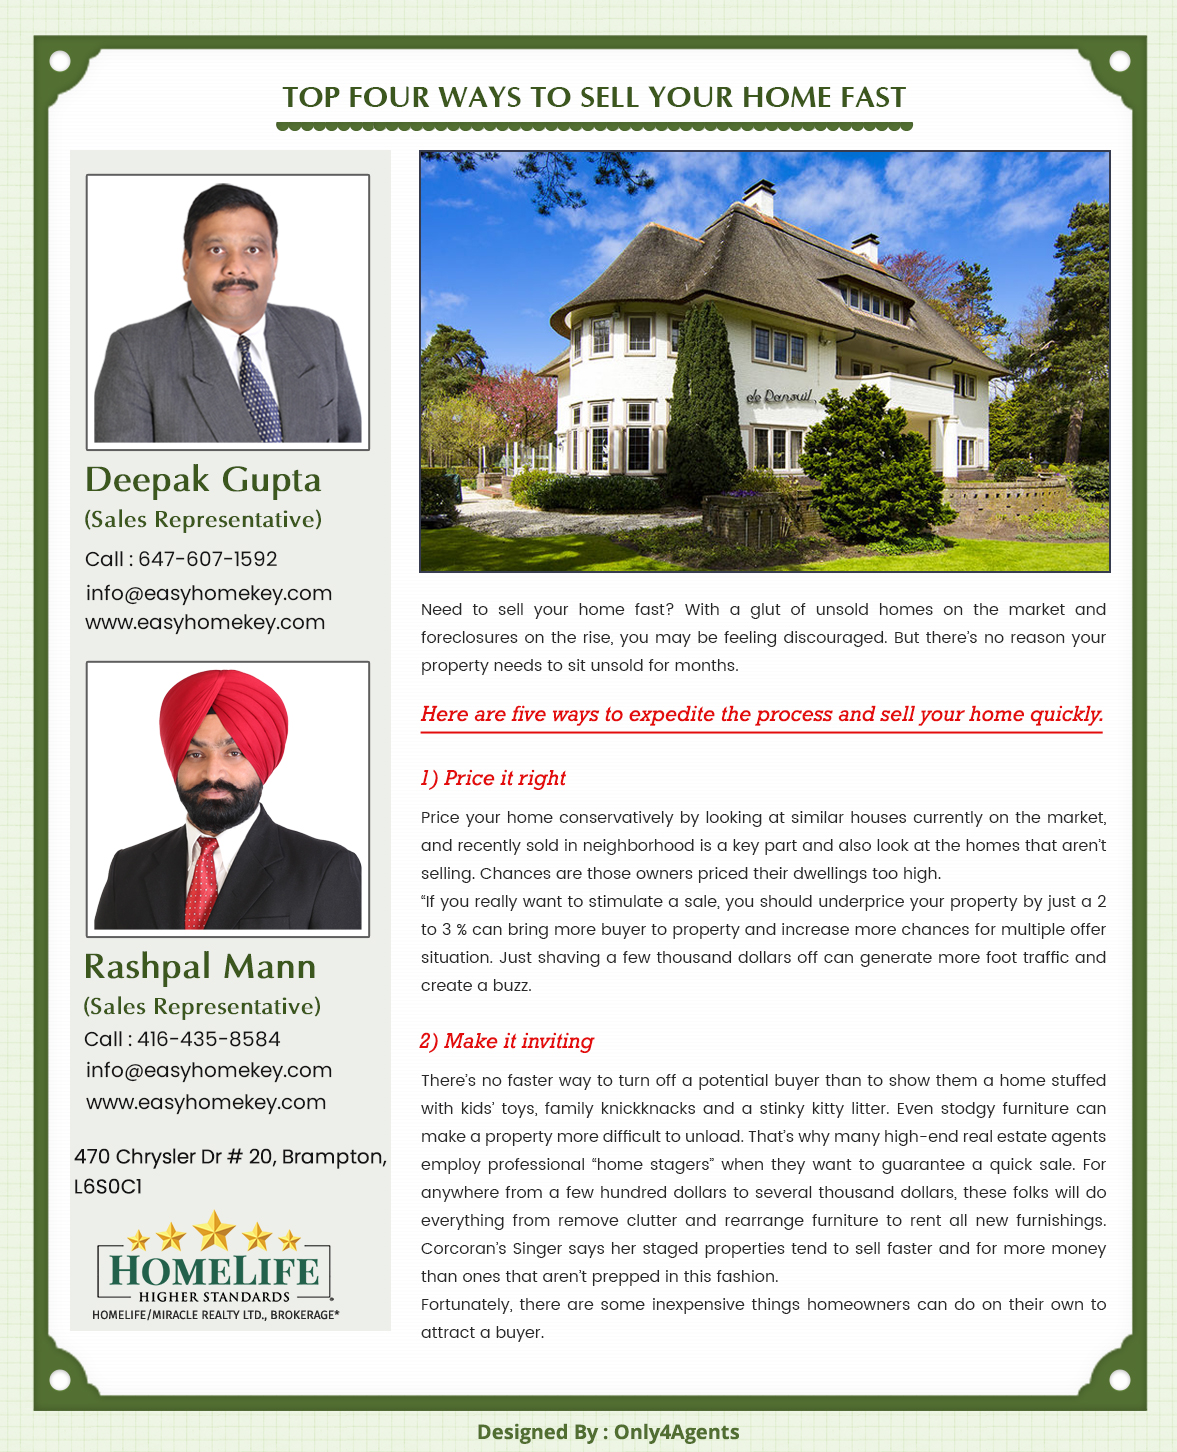 TOP FOUR WAYS TO SELL YOUR HOME FAST
Deepak Gupta
(Sales Representative)
Call : 647-607-1592
info@easyhomekey.com
www.easyhomekey.com
Rashpal Mann
(Sales Representative)
Call : 416-435-8584
info@easyhomekey.com
www.easyhomekey.com
470 Chrysler Dr # 20, Brampton,
L6S0C1
HOMELIFE
HIGHER STANDARDS
HOMELIFE/MIRACLE REALTY LTD., BROKERAGE*
Need to sell your home fast? With a glut of unsold homes on the market and
foreclosures on the rise, you may be feeling discouraged. But there’s no reason your
property needs to sit unsold for months.
Here are five ways to expedite the process and sell your home quickly.
1) Price it right
Price your home conservatively by looking at similar houses currently on the market,
and recently sold in neighborhood is a key part and also look at the homes that aren’t
selling. Chances are those owners priced their dwellings too high.
“If you really want to stimulate a sale, you should underprice your property by just a 2
to 3 % can bring more buyer to property and increase more chances for multiple offer
situation. Just shaving a few thousand dollars off can generate more foot traffic and
create a buzz.
2) Make it inviting
There’s no faster way to turn off a potential buyer than to show them a home stuffed
with kids’ toys, family knickknacks and a stinky kitty litter. Even stodgy furniture can
make a property more difficult to unload. That’s why many high-end real estate agents
employ professional “home stagers” when they want to guarantee a quick sale. For
anywhere from a few hundred dollars to several thousand dollars, these folks will do
everything from remove clutter and rearrange furniture to rent all new furnishings.
Corcoran’s Singer says her staged properties tend to sell faster and for more money
than ones that aren’t prepped in this fashion.
Fortunately, there are some inexpensive things homeowners can do on their own to
attract a buyer.
Designed By : Only4Agents